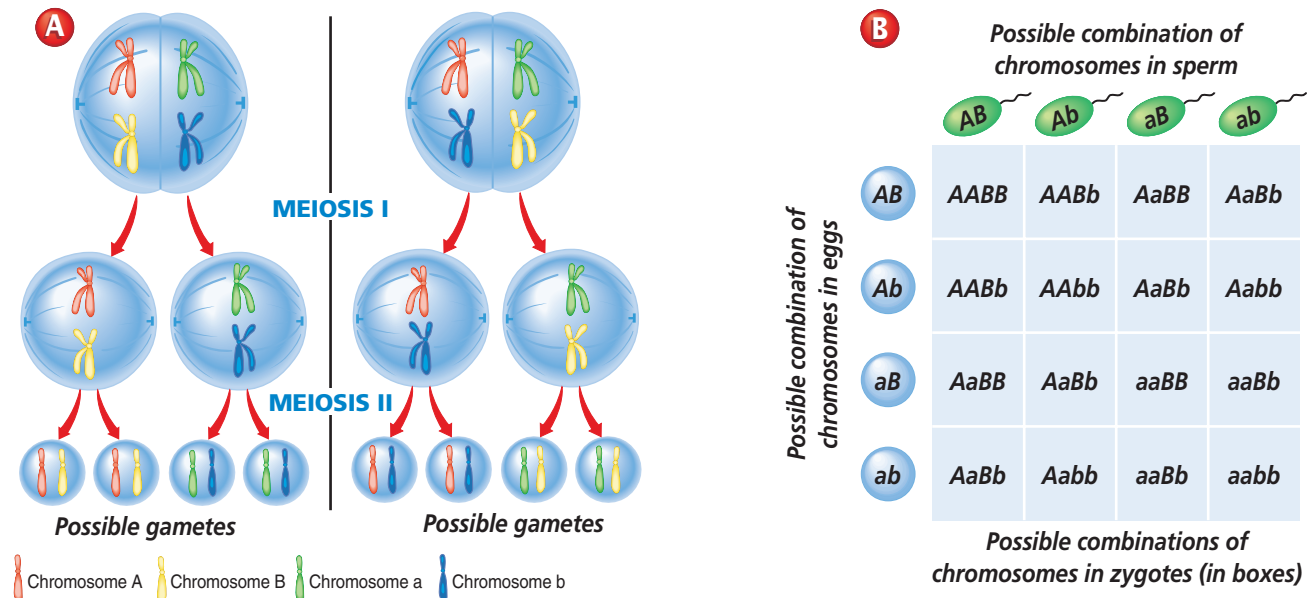 A
MEIOSIS I
MEIOSIS II
Possible gametes
Possible gametes
Chromosome A
Chromosome B
Chromosome a
Chromosome b
B
Possible combination of
chromosomes in sperm
AB Ab aB ab
Possible combination of
chromosomes in eggs
AB AABB AABb AaBB AaBb
Ab AABb AAbb AaBb Aabb
aB AaBB AaBb aaBB aaBb
ab AaBb Aabb aaBb aabb
Possible combinations of
chromosomes in zygotes (in boxes)